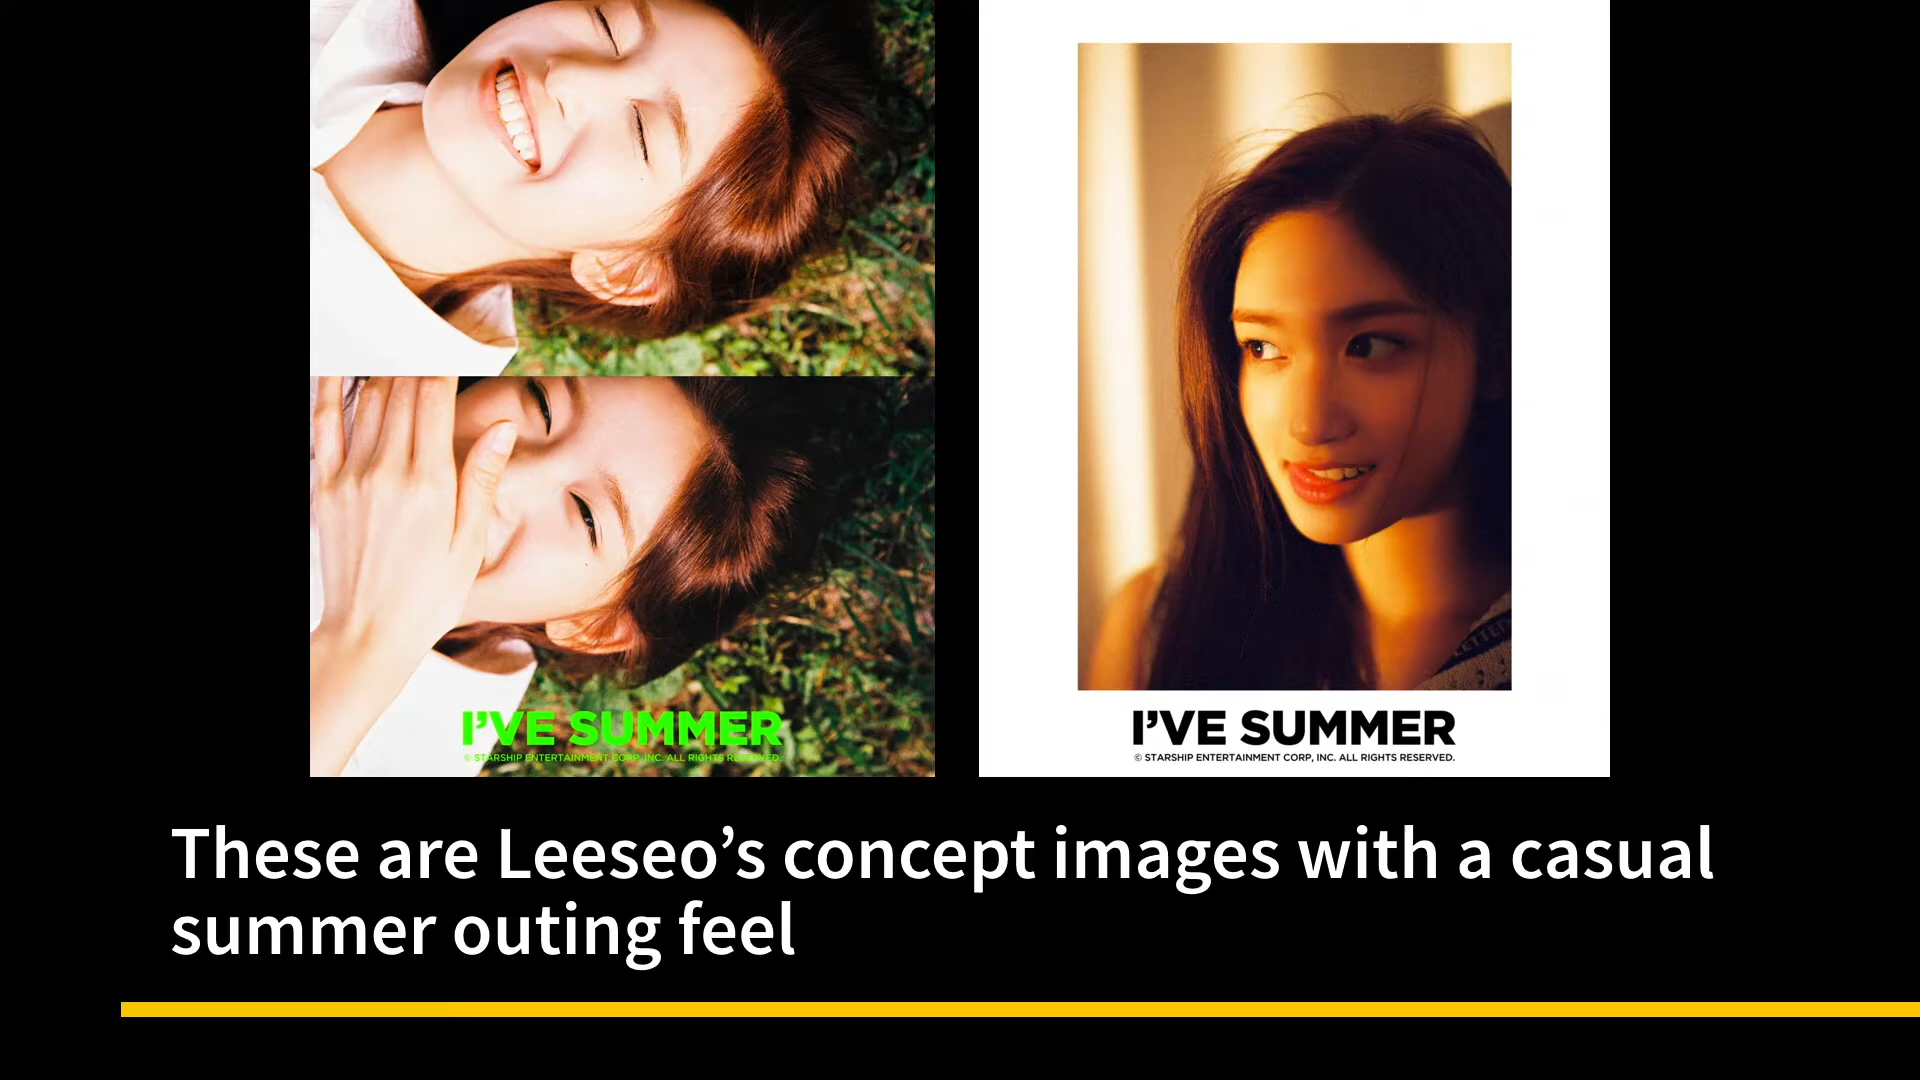 I'VE SUMMER
© STARSHIP ENTERTAINMENT CORP, INC. ALL RIGHTS RESERVED.
I'VE SUMMER
© STARSHIP ENTERTAINMENT CORP, INC. ALL RIGHTS RESERVED.
These are Leeseo’s concept images with a casual
summer outing feel